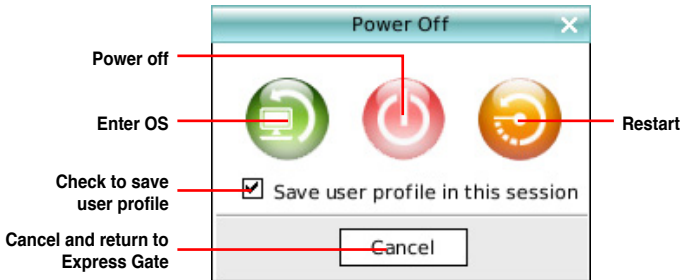 Power Off
Power off
Enter OS
Restart
Check to save
user profile
Save user profile in this session
Cancel and return to
Express Gate
Cancel